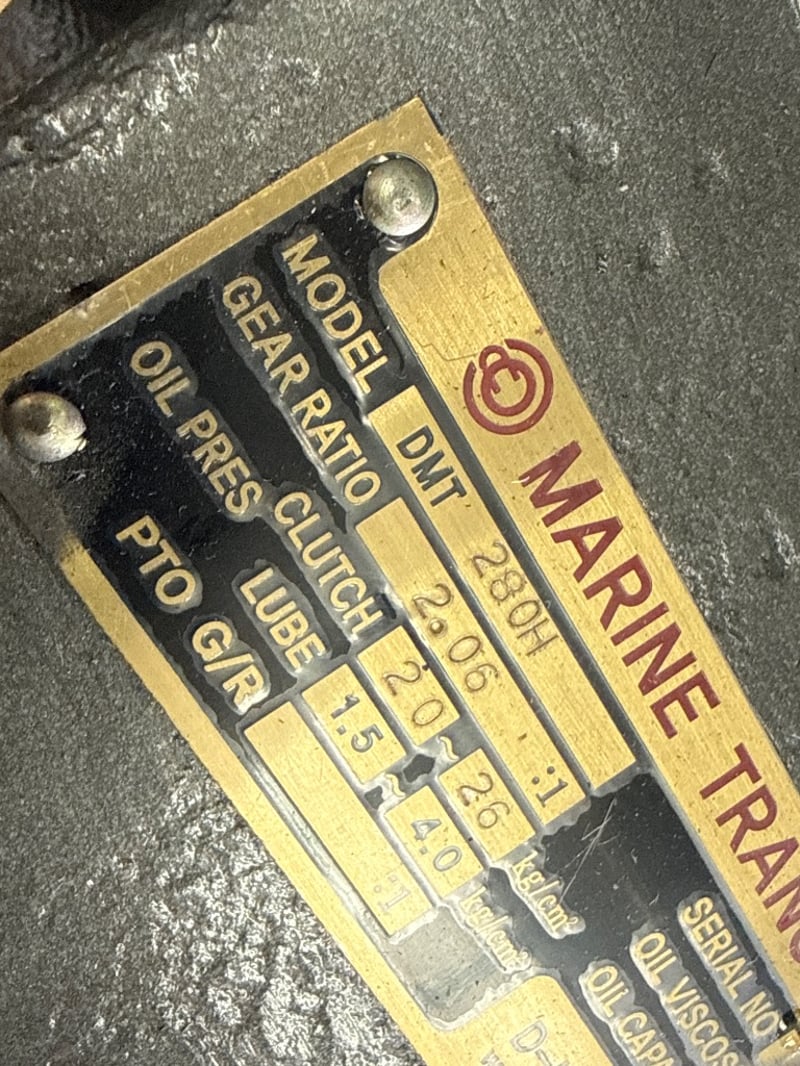 MARINE TRAN
MODEL DMT 280H
GEAR RATIO 2.06 :1
OIL PRES CLUTCH 20 ~ 26 kg/cm²
LUBE 1.5 ~ 4.0 kg/cm²
PTO G/R :1
SERIAL NO
OIL VISCOS
OIL CAPA
D-